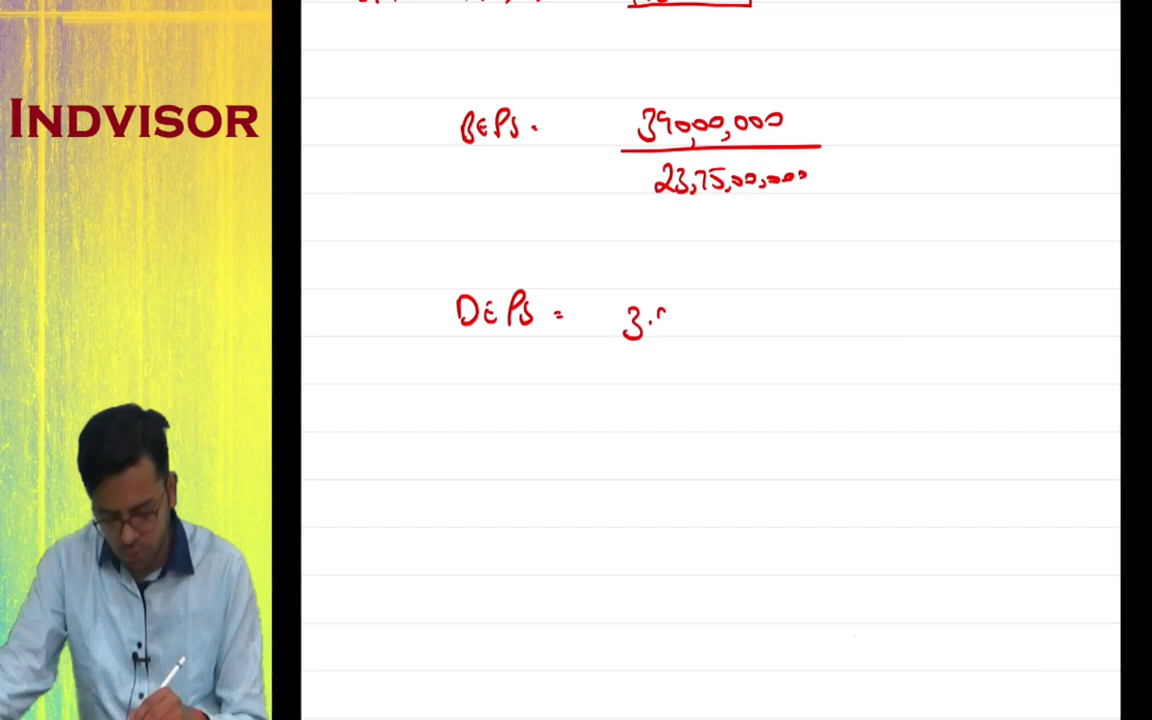 INDVISOR
BEPS.
39000,000
23,75,00,000
DEPS = 3.